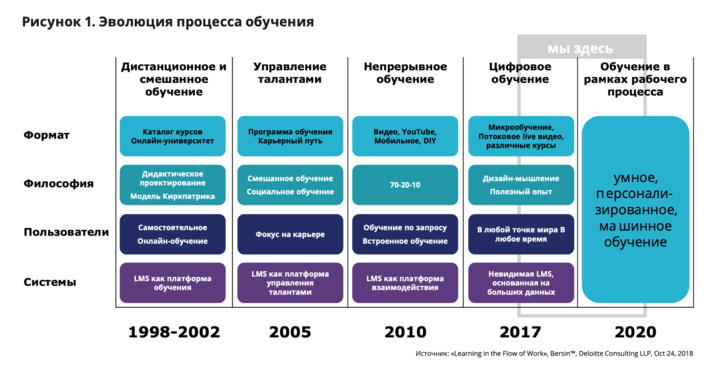 Рисунок 1. Эволюция процесса обучения
мы здесь
Дистанционное и
смешанное
обучение
Управление
талантами
Непрерывное
обучение
Цифровое
обучение
Обучение в
рамках рабочего
процесса
Формат
Каталог курсов
Онлайн-университет
Программа обучения
Карьерный путь
Видео, YouTube,
Мобильное, DIY
Микрообучение,
Потоковое live видео,
различные курсы
умное,
персонали-
зированное,
ма шинное
обучение
Философия
Дидактическое
проектирование
Модель Киркпатрика
Смешанное обучение
Социальное обучение
70-20-10
Дизайн-мышление
Полезный опыт
Пользователи
Самостоятельное
Онлайн-обучение
Фокус на карьере
Обучение по запросу
Встроенное обучение
В любой точке мира В
любое время
Системы
LMS как платформа
обучения
LMS как платформа
управления
талантами
LMS как платформа
взаимодействия
Невидимая LMS,
основанная на
больших данных
1998-2002
2005
2010
2017
2020
Источник: «Learning in the Flow of Work», Bersin™, Deloitte Consulting LLP, Oct 24, 2018